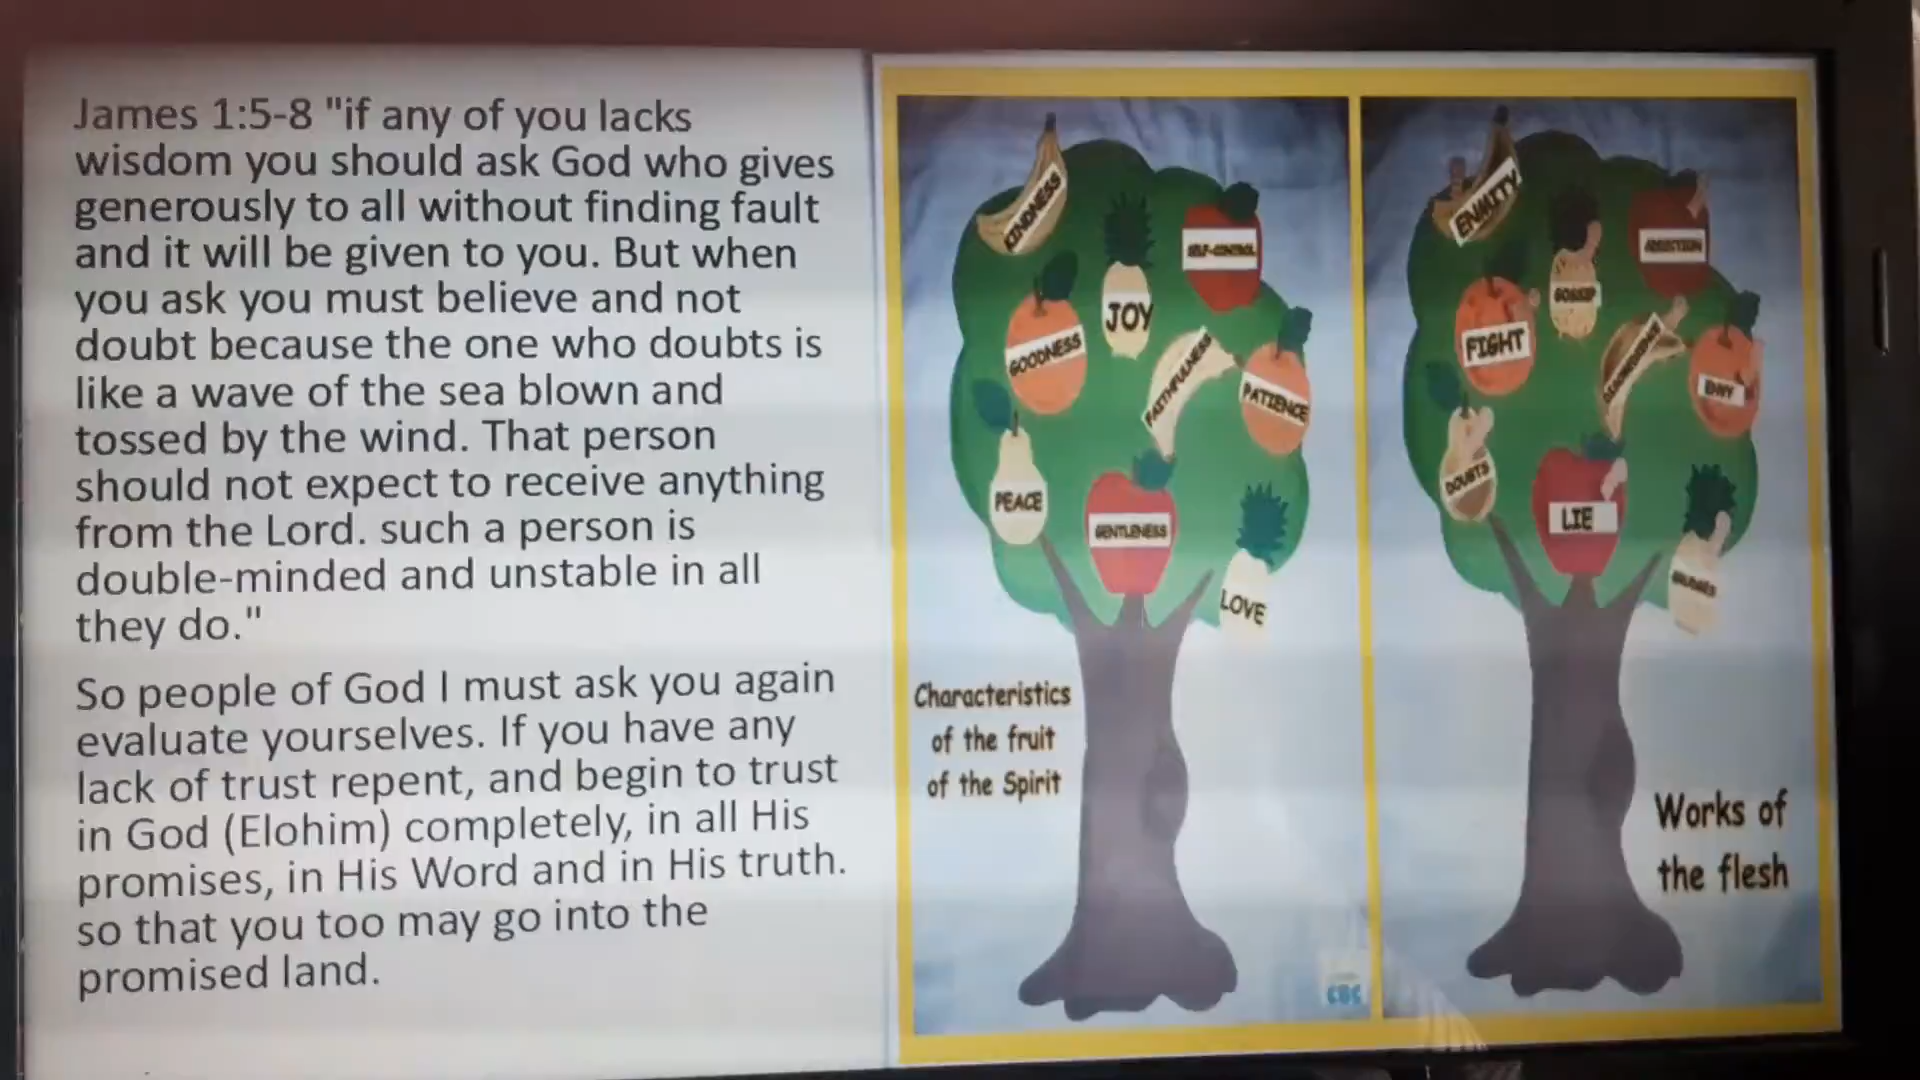 James 1:5-8 "if any of you lacks
wisdom you should ask God who gives
generously to all without finding fault
and it will be given to you. But when
you ask you must believe and not
doubt because the one who doubts is
like a wave of the sea blown and
tossed by the wind. That person
should not expect to receive anything
from the Lord. such a person is
double-minded and unstable in all
they do."
So people of God I must ask you again
evaluate yourselves. If you have any
lack of trust repent, and begin to trust
in God (Elohim) completely, in all His
promises, in His Word and in His truth.
so that you too may go into the
promised land.
KINDNESS
SELF-CONTROL
JOY
GOODNESS
FAITHFULNESS
PATIENCE
PEACE
GENTLENESS
LOVE
Characteristics
of the fruit
of the Spirit
CBC
ENMITY
ADDICTION
GOSSIP
FIGHT
ENVY
DOUBTS
LIE
Works of
the flesh